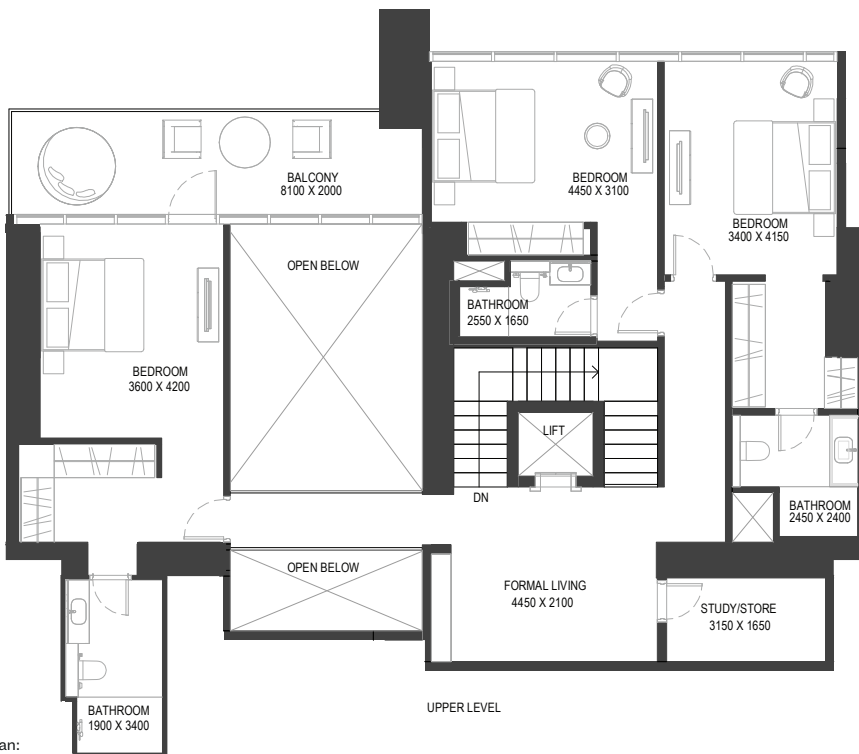 BALCONY
8100 X 2000
BEDROOM
4450 X 3100
BEDROOM
3400 X 4150
OPEN BELOW
BATHROOM
2550 X 1650
BEDROOM
3600 X 4200
LIFT
DN
BATHROOM
2450 X 2400
OPEN BELOW
FORMAL LIVING
4450 X 2100
STUDY/STORE
3150 X 1650
BATHROOM
1900 X 3400
UPPER LEVEL
an: